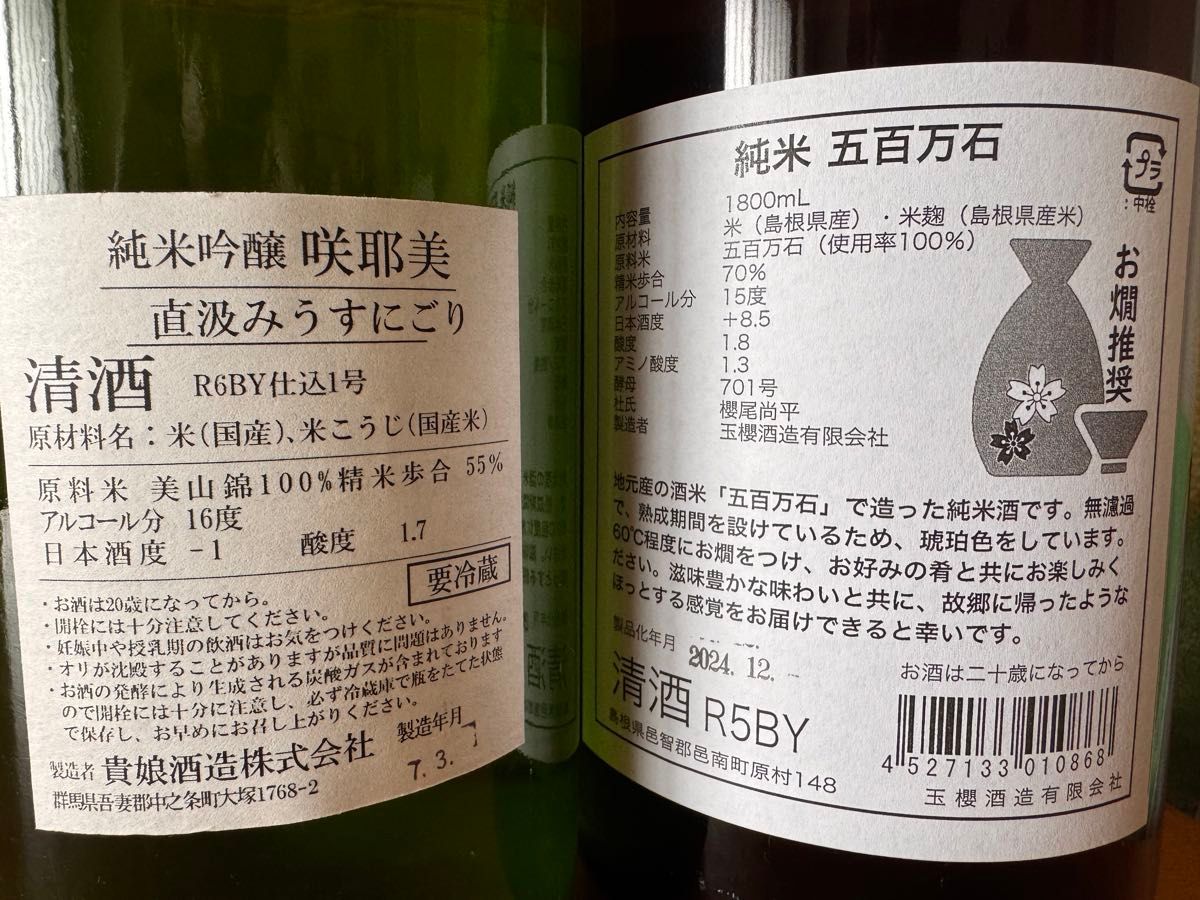 純米吟醸 咲耶美
直汲みうすにごり
清酒 R6BY仕込1号
原材料名：米(国産)、米こうじ(国産米)
原料米 美山錦100%精米歩合 55%
アルコール分 16度
日本酒度 -1 酸度 1.7
要冷蔵
・お酒は20歳になってから。
・開栓には十分注意してください。
・妊娠中や授乳期の飲酒はお気をつけください。
・オリが沈殿することがありますが品質に問題はありません。
・お酒の発酵により生成される炭酸ガスが含まれております
ので開栓には十分に注意し、必ず冷蔵庫で瓶をたてた状態
で保存し、お早めにお召し上がりください。
製造者 貴娘酒造株式会社 製造年月
群馬県吾妻郡中之条町大塚1768-2 7.3.
純米 五百万石
プラ
：中栓
内容量 1800mL
原材料 米（島根県産）・米麹（島根県産米）
原料米 五百万石（使用率100%）
精米歩合 70%
アルコール分 15度
日本酒度 +8.5
酸度 1.8
アミノ酸度 1.3
酵母 701号
杜氏 櫻尾尚平
製造者 玉櫻酒造有限会社
お燗推奨
地元産の酒米「五百万石」で造った純米酒です。無濾過
で、熟成期間を設けているため、琥珀色をしています。
60℃程度にお燗をつけ、お好みの肴と共にお楽しみく
ださい。滋味豊かな味わいと共に、故郷に帰ったような
ほっとする感覚をお届けできると幸いです。
製品化年月 2024.12.
お酒は二十歳になってから
清酒 R5BY
島根県邑智郡邑南町原村148
4 527133 010868
玉櫻酒造有限会社